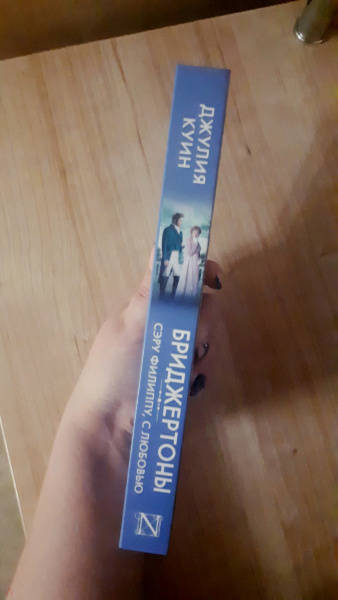 ДЖУЛИЯ
КУИН
БРИДЖЕРТОНЫ
СЭРУ ФИЛИППУ, С ЛЮБОВЬЮ
N